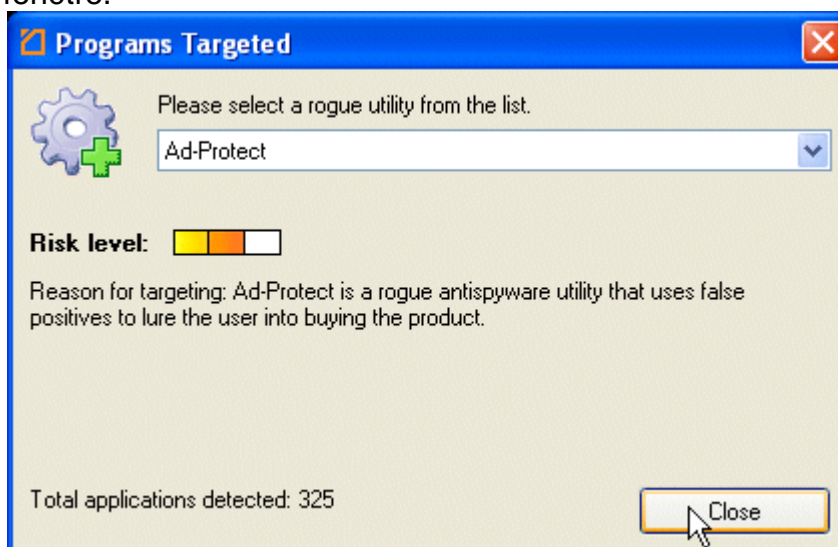 fenêtre.
Programs Targeted
Please select a rogue utility from the list.
Ad-Protect
Risk level:
Reason for targeting: Ad-Protect is a rogue antispyware utility that uses false
positives to lure the user into buying the product.
Total applications detected: 325
Close